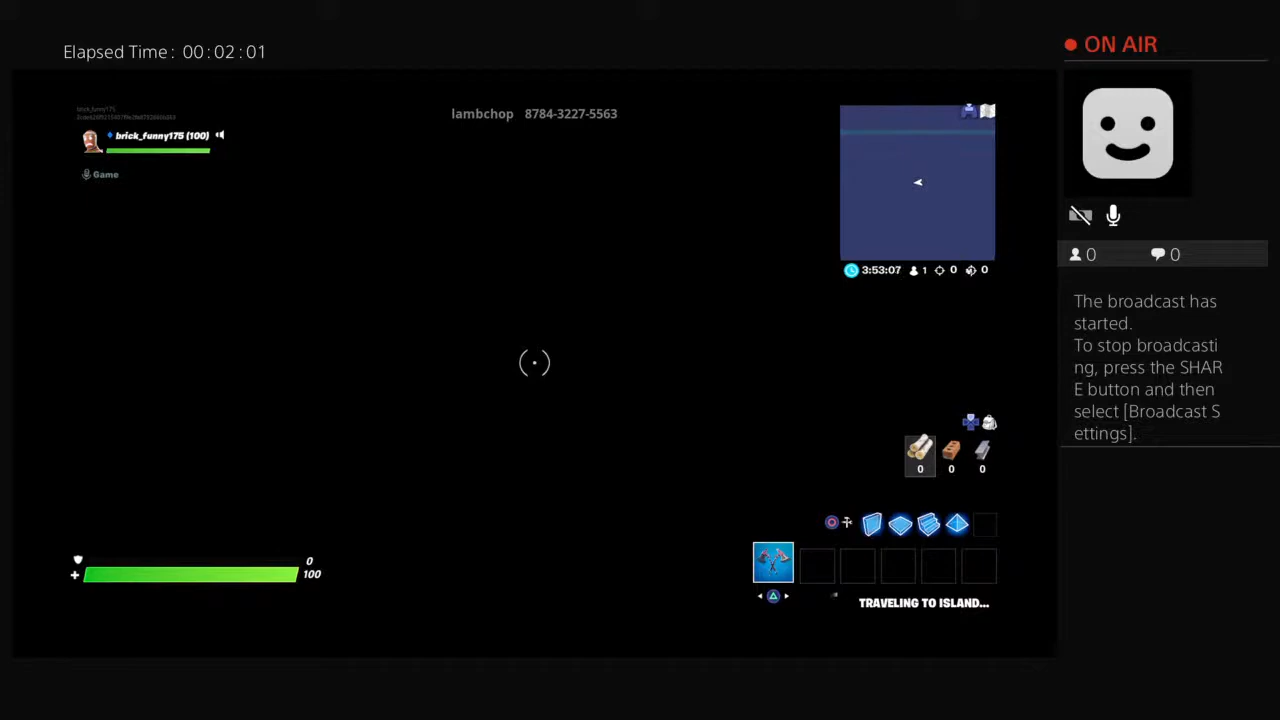 Elapsed Time: 00:02:01
ON AIR
brick_funny175
lambchop 8784-3227-5563
brick_funny175 (100)
Game
3:53:07 1 0 0
0 0
The broadcast has
started.
To stop broadcasti
ng, press the SHAR
E button and then
select [Broadcast S
ettings].
0 0 0
0
100
TRAVELING TO ISLAND...